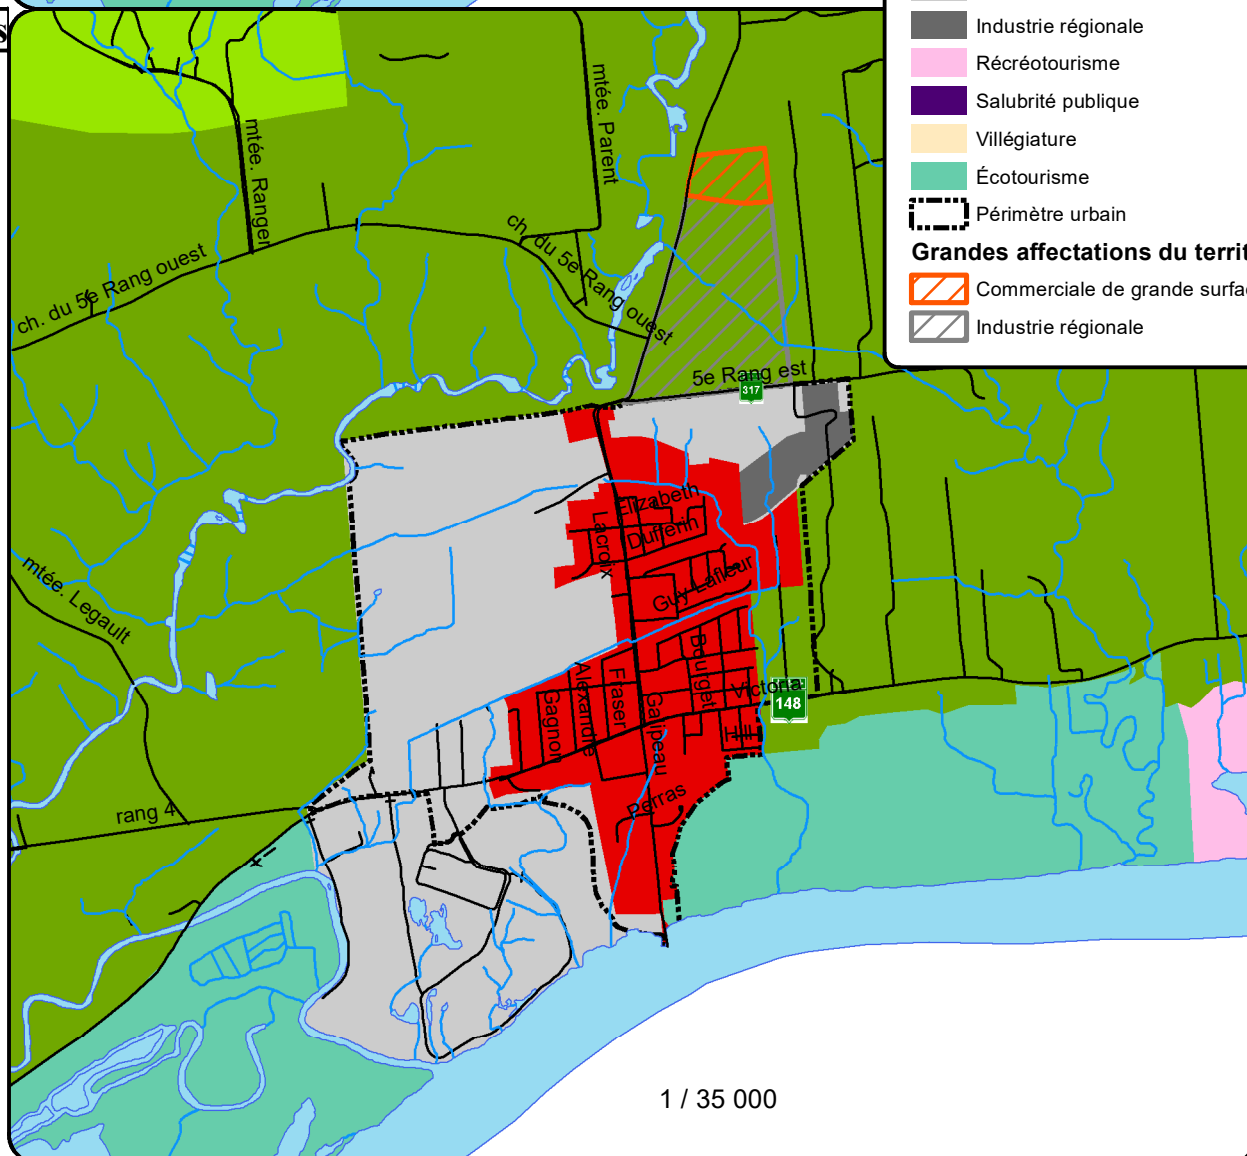 s
Industrie régionale
Récréotourisme
Salubrité publique
Villégiature
Écotourisme
Périmètre urbain
Grandes affectations du territ
Commerciale de grande surfac
Industrie régionale
mtée. Ranger
mtée. Parent
ch. du 5e Rang ouest
ch. du 5e Rang ouest
5e Rang est
317
Elizabeth
Lacroix
Dufferin
Guy-Lafleur
mtée. Legault
Bourget
Victoria
148
Alexandre
Fraser
Gagnon
Galipeau
Hill
Perras
rang 4
1 / 35 000